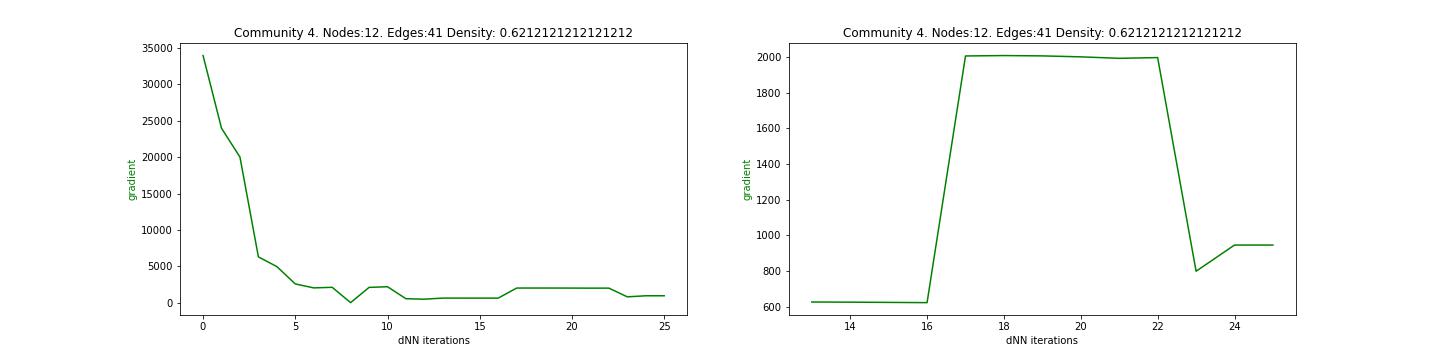 Community 4. Nodes:12. Edges:41 Density: 0.6212121212121212
35000
30000
25000
20000
15000
10000
5000
0
gradient
0 5 10 15 20 25
dNN iterations
Community 4. Nodes:12. Edges:41 Density: 0.6212121212121212
2000
1800
1600
1400
1200
1000
800
600
gradient
14 16 18 20 22 24
dNN iterations